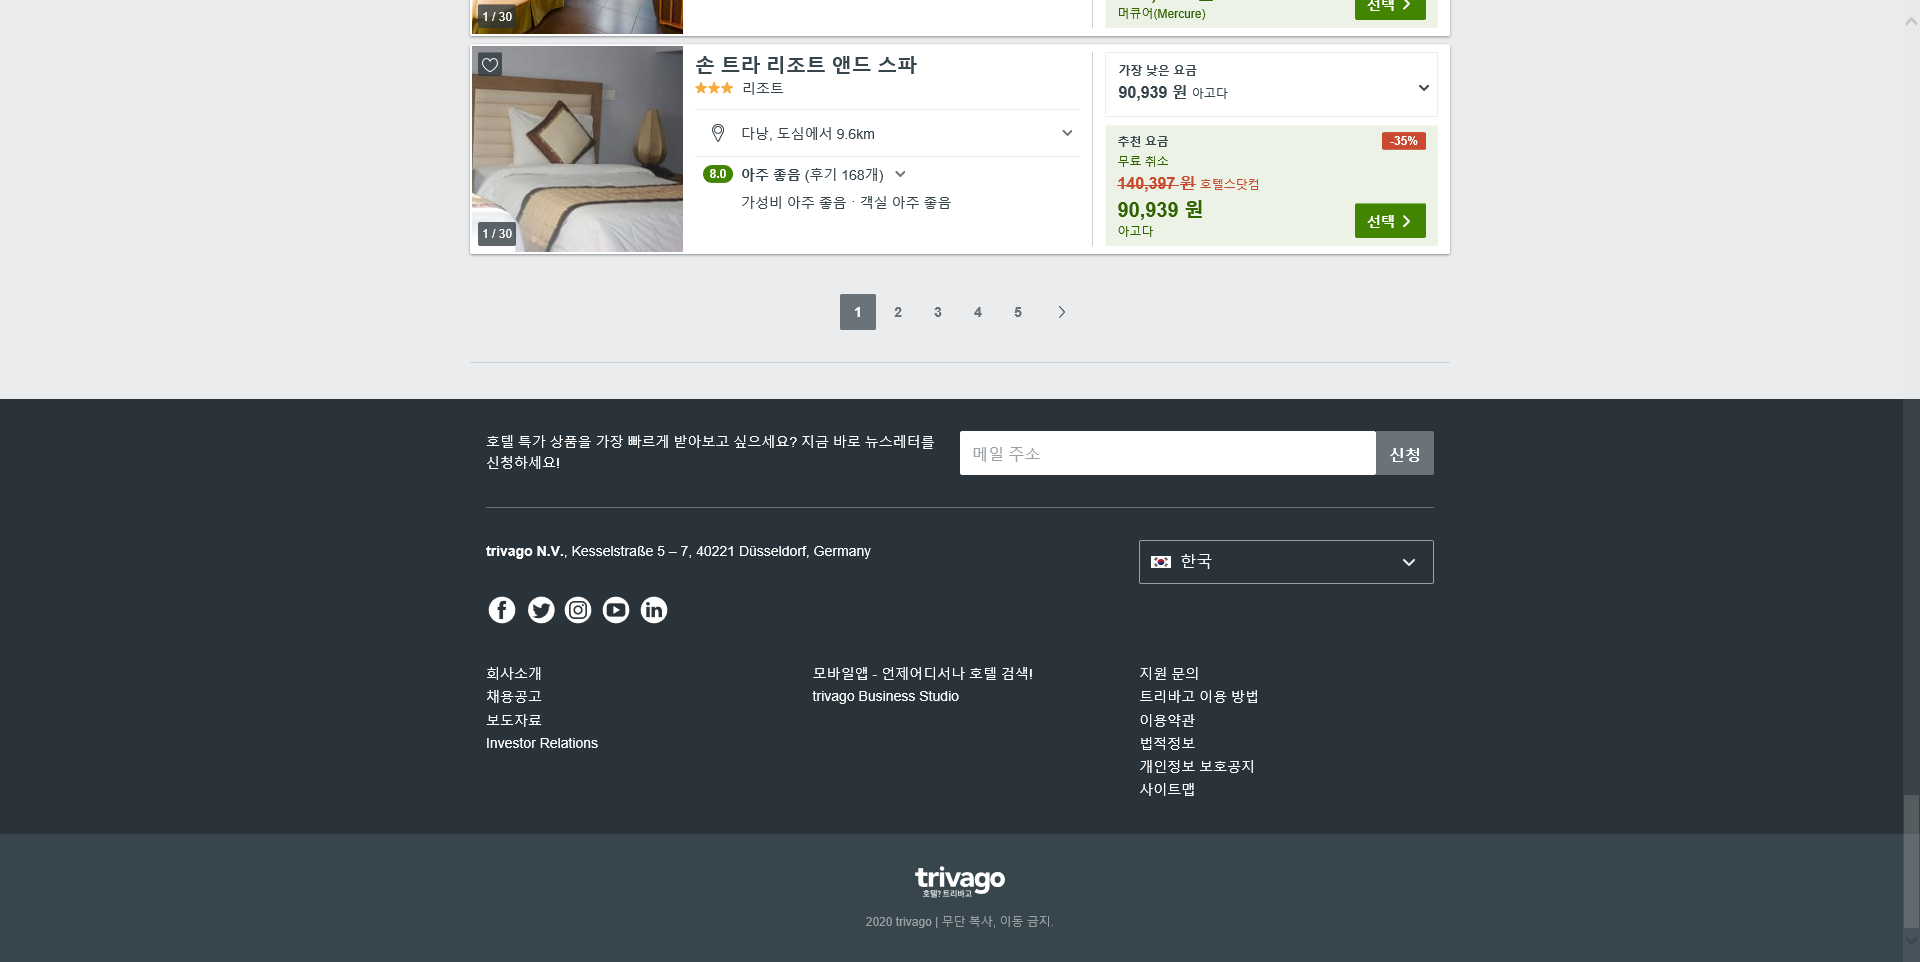 1 / 30
머큐어(Mercure)
선택
손 트라 리조트 앤드 스파
리조트
다낭, 도심에서 9.6km
8.0 아주 좋음 (후기 168개)
가성비 아주 좋음 · 객실 아주 좋음
1 / 30
가장 낮은 요금
90,939 원 아고다
추천 요금
-35%
무료 취소
140,397 원 호텔스닷컴
90,939 원
아고다
선택
1 2 3 4 5
호텔 특가 상품을 가장 빠르게 받아보고 싶으세요? 지금 바로 뉴스레터를
신청하세요!
메일 주소
신청
trivago N.V., Kesselstraße 5 – 7, 40221 Düsseldorf, Germany
한국
회사소개
채용공고
보도자료
Investor Relations
모바일앱 - 언제어디서나 호텔 검색!
trivago Business Studio
지원 문의
트리바고 이용 방법
이용약관
법적정보
개인정보 보호공지
사이트맵
trivago
호텔? 트리바고
2020 trivago | 무단 복사, 이동 금지.